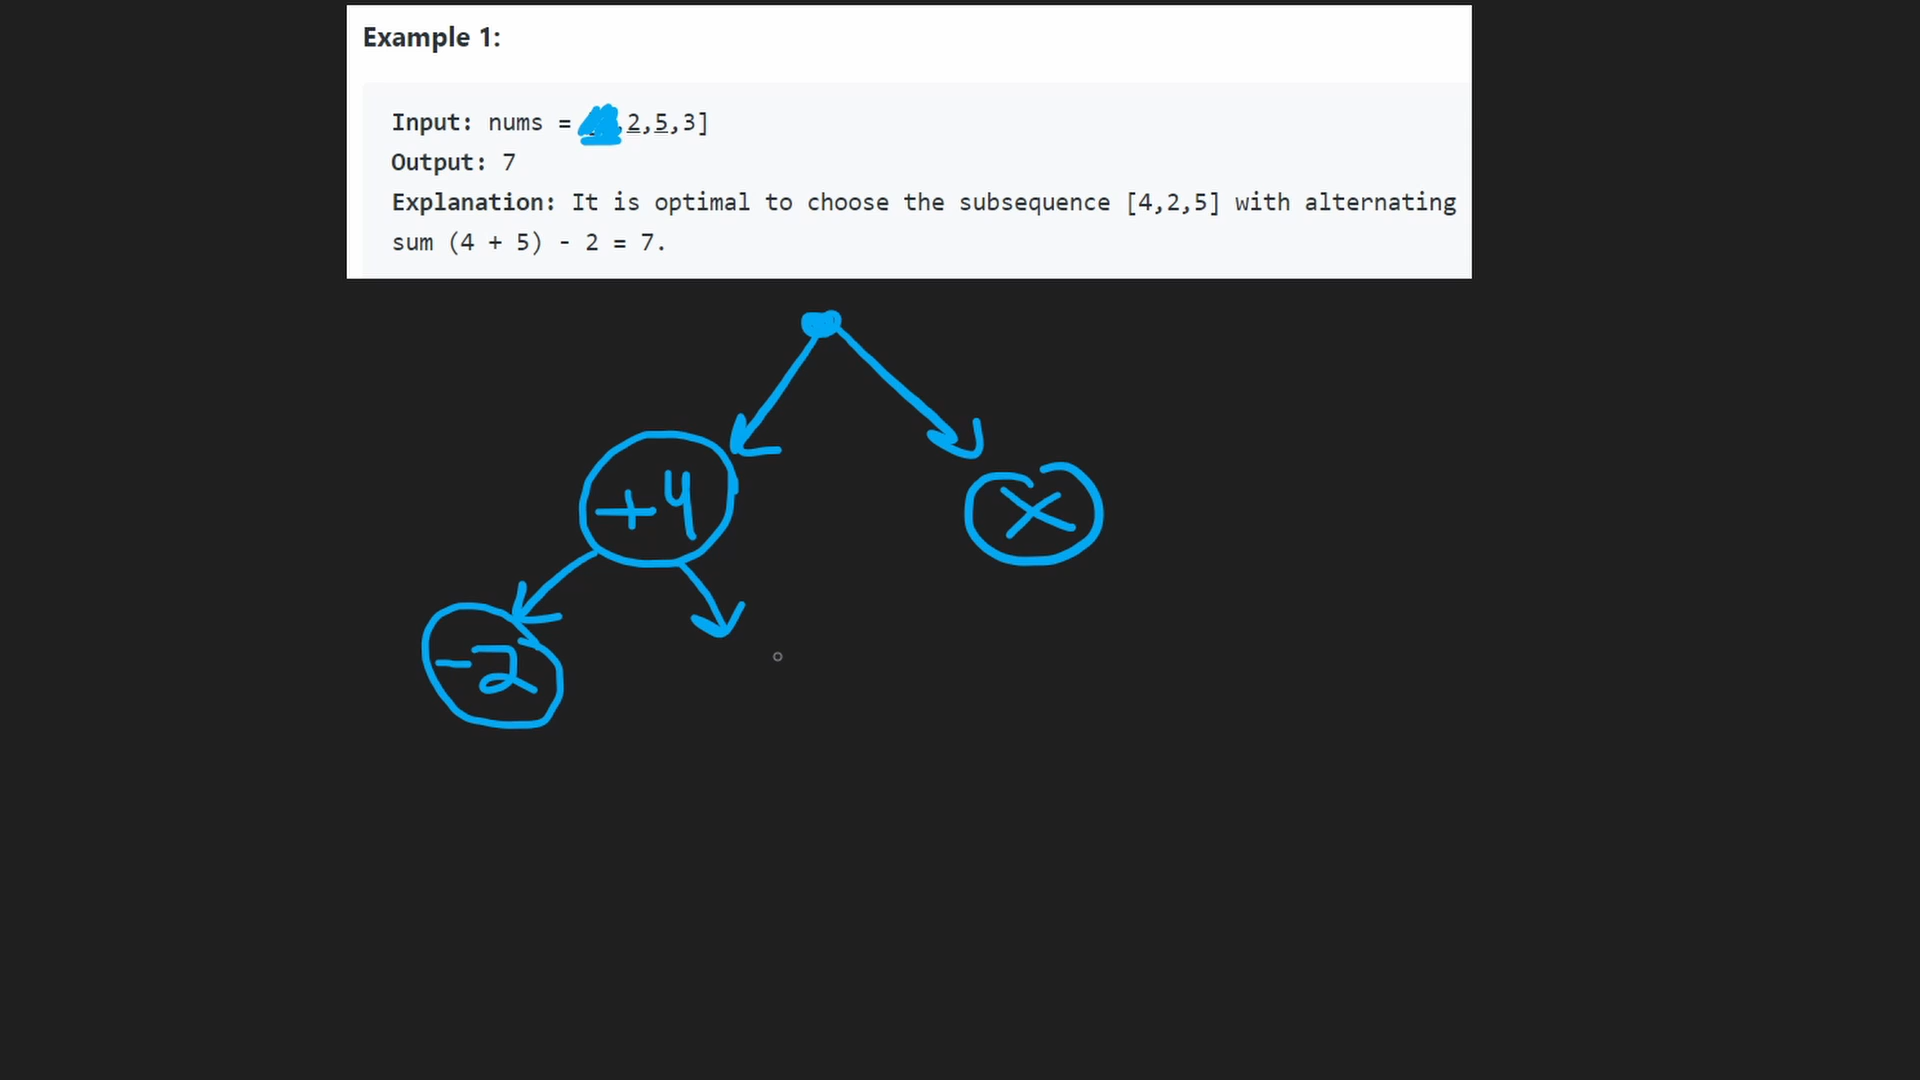 Example 1:
Input: nums = ,2,5,3]
Output: 7
Explanation: It is optimal to choose the subsequence [4,2,5] with alternating
sum (4 + 5) - 2 = 7.
+4
X
-2